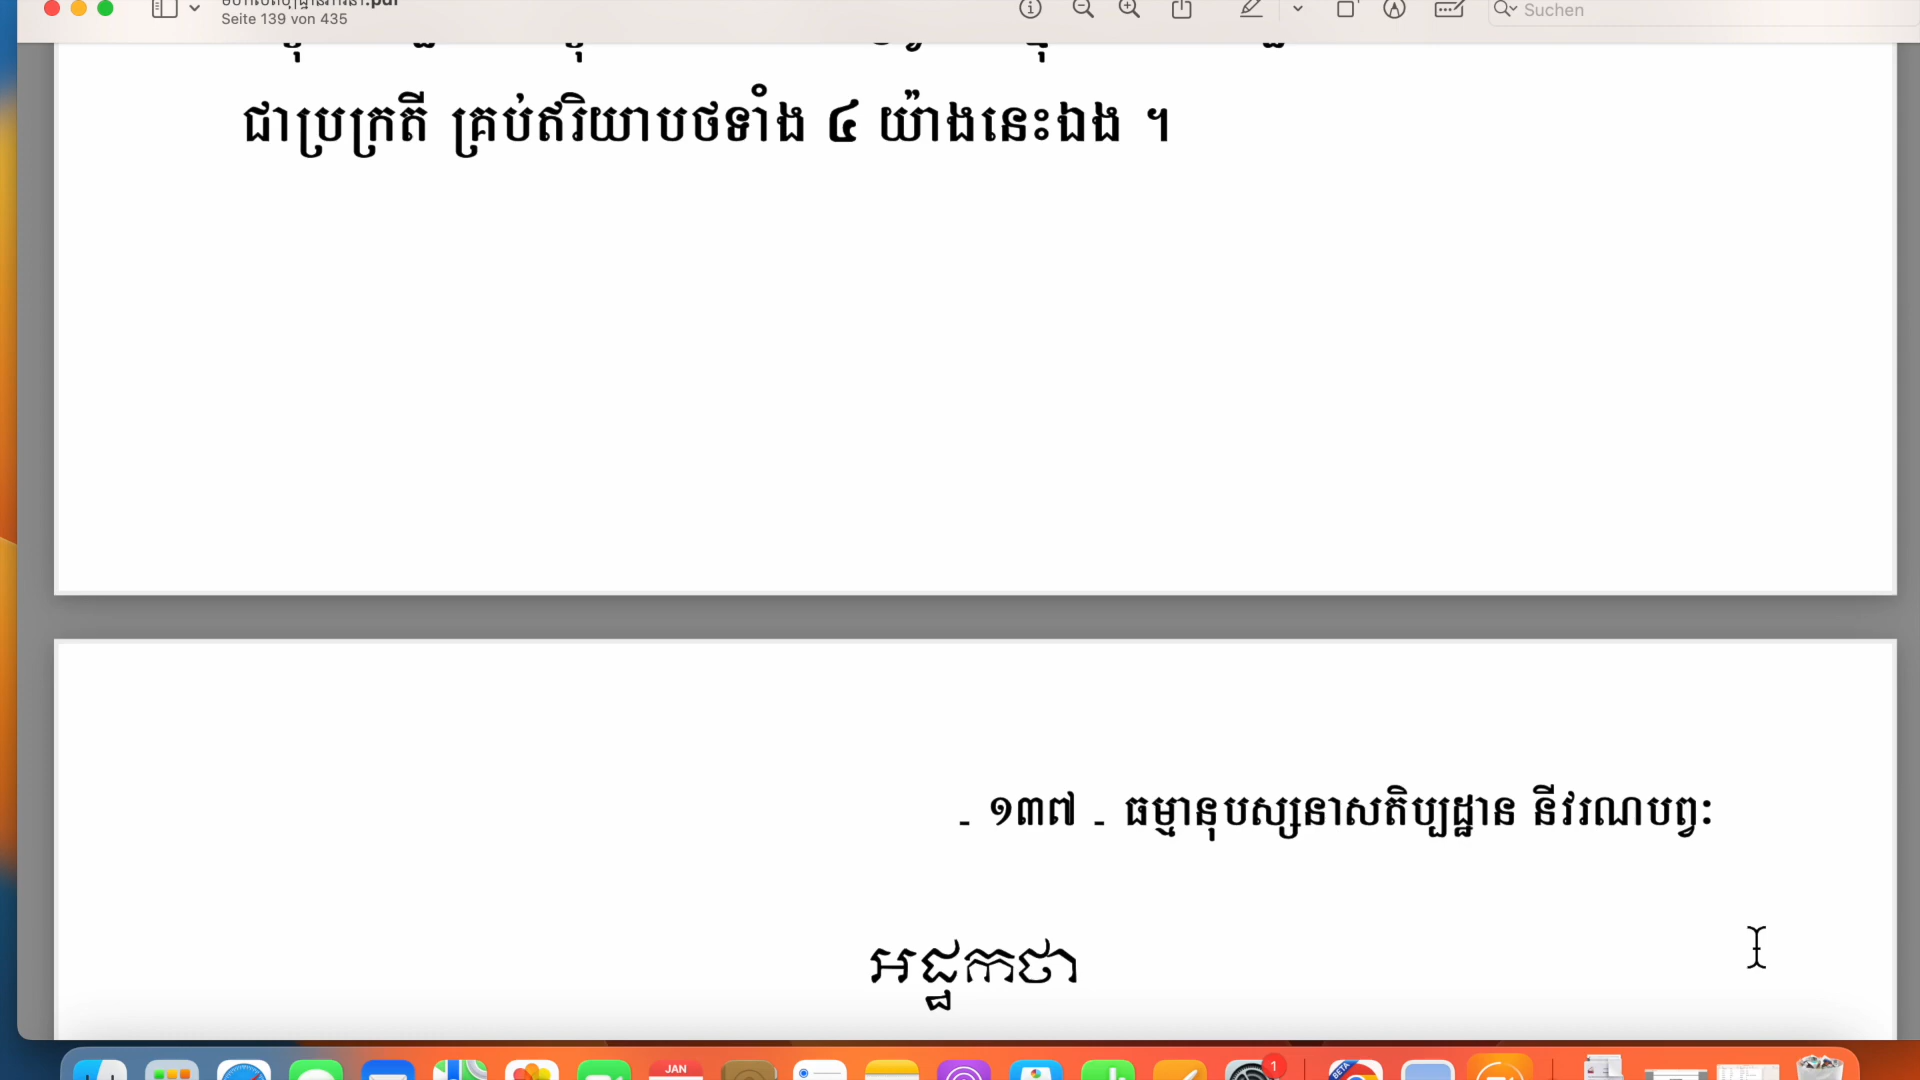 Seite 139 von 435
Suchen
ជាប្រក្រតី គ្រប់ឥរិយាបថទាំង ៤ យ៉ាងនេះឯង ។
- ១៣៧ - ធម្មានុបស្សនាសតិប្បដ្ឋាន នីវរណបព្វៈ
អដ្ឋកថា
JAN
1
BETA